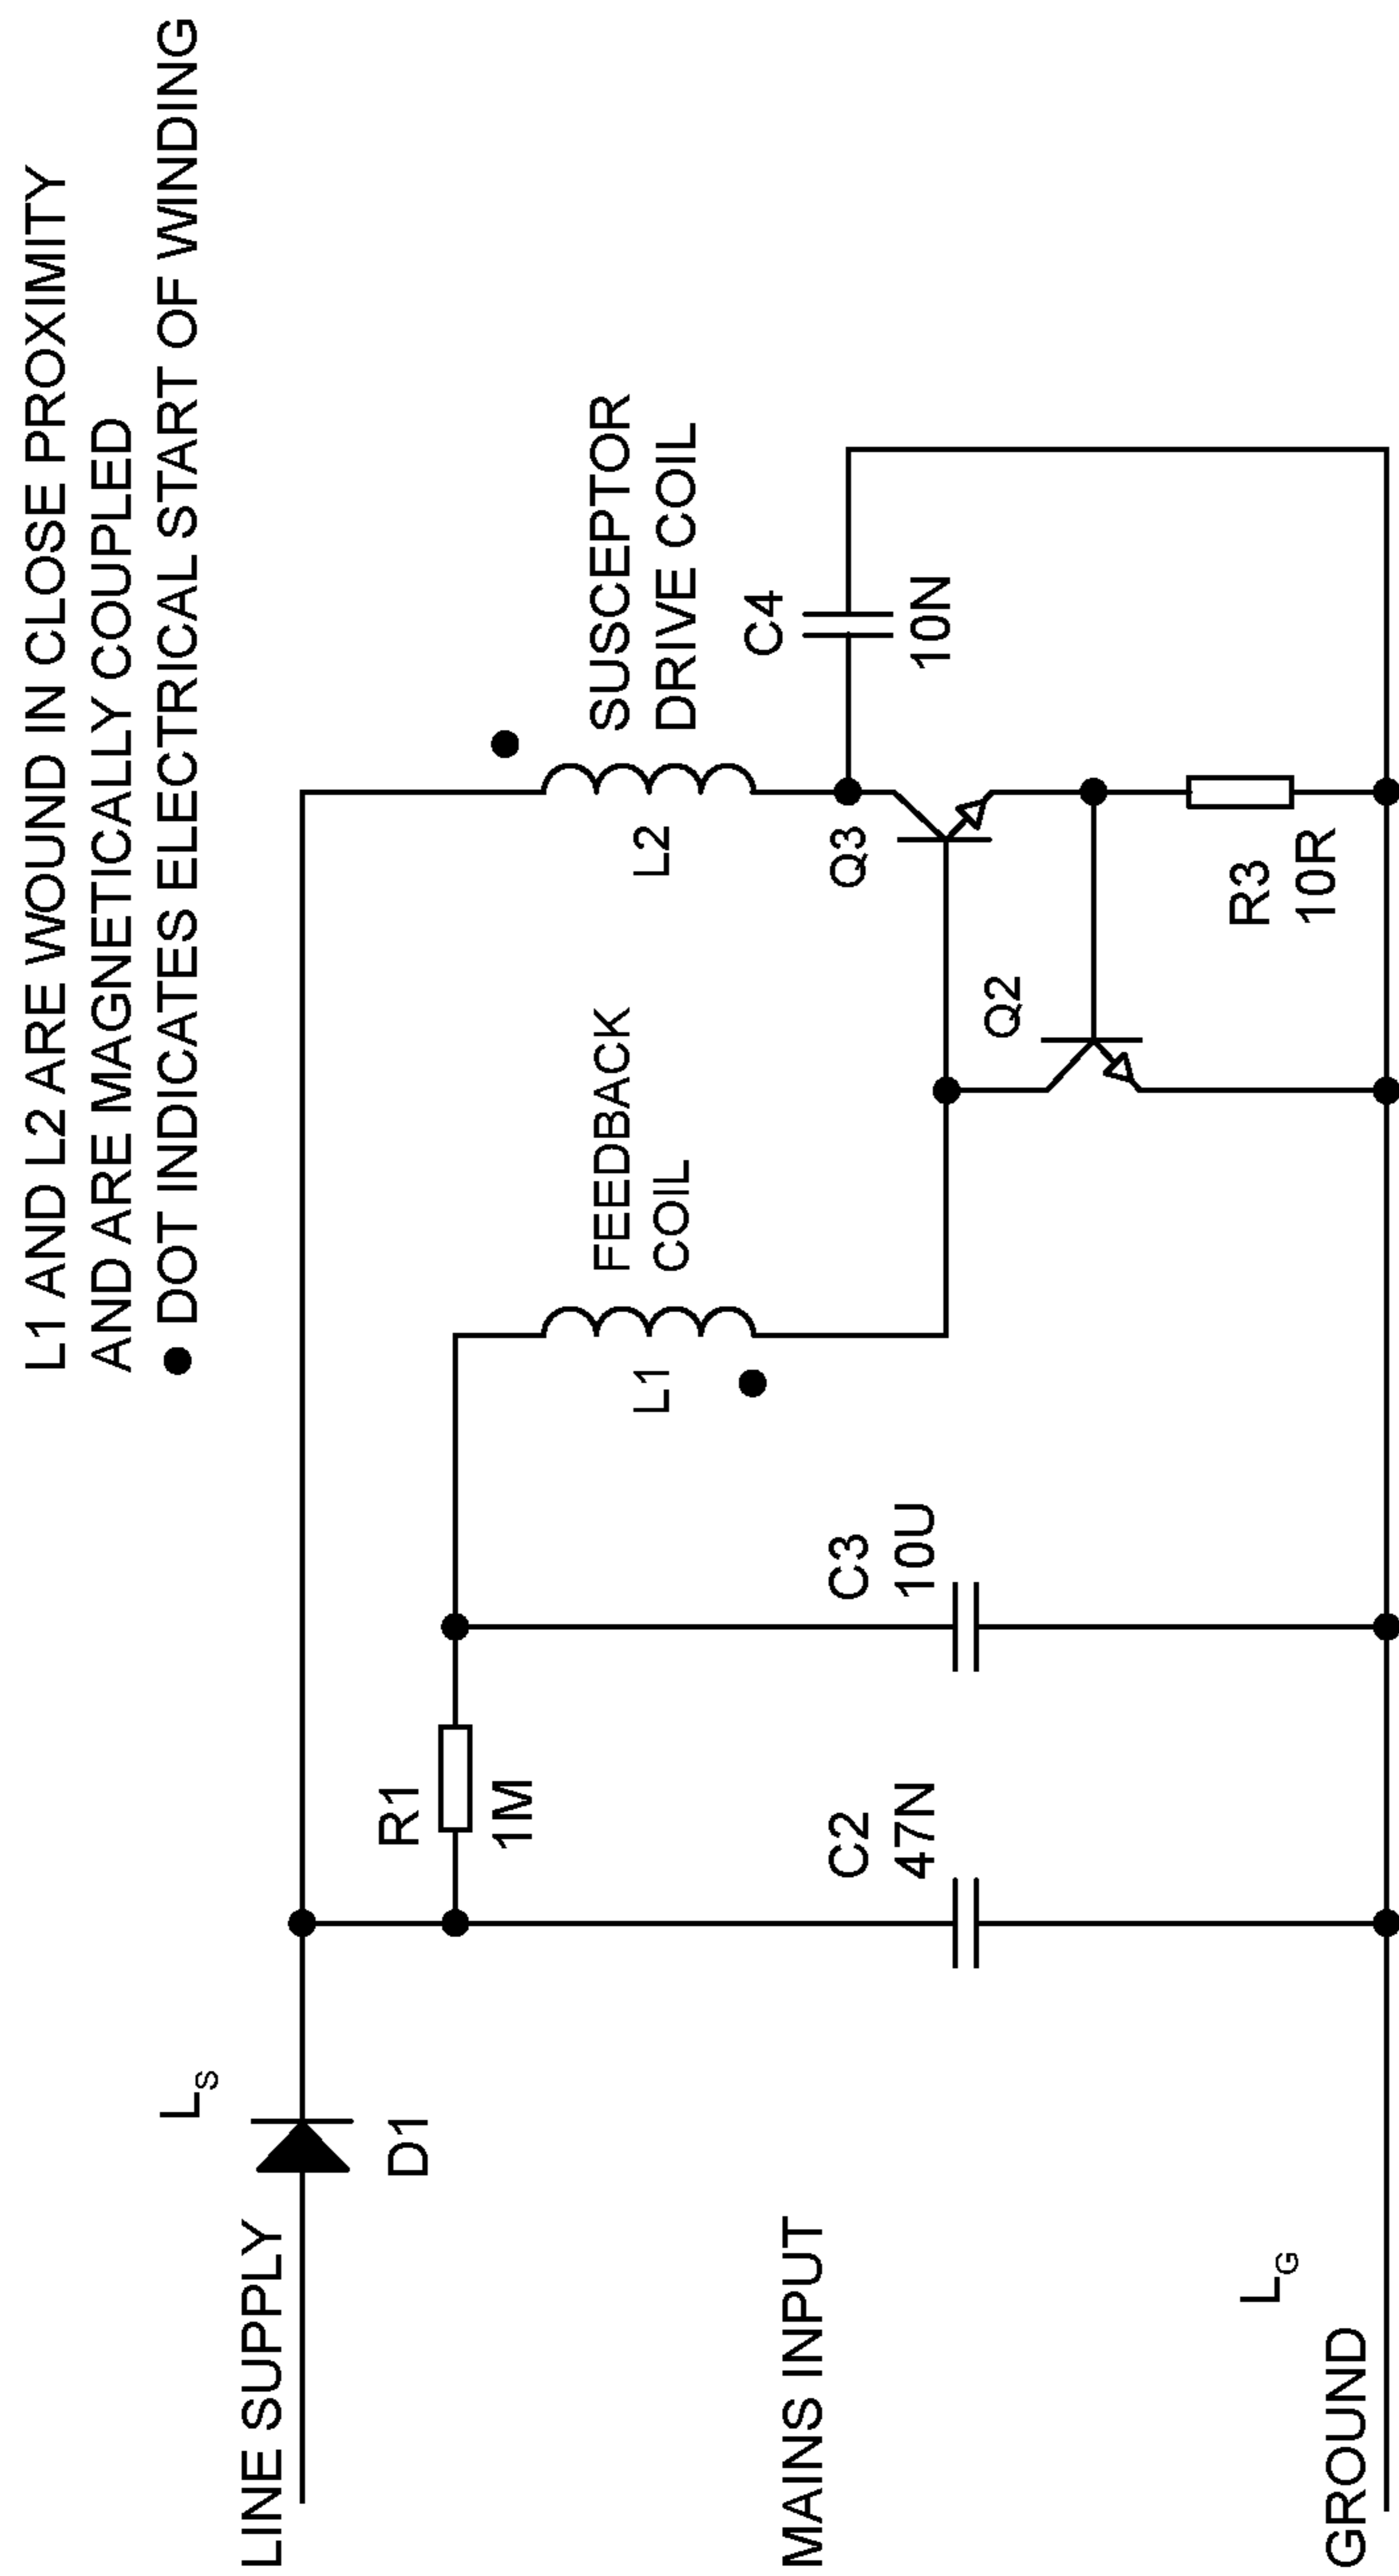 L1 AND L2 ARE WOUND IN CLOSE PROXIMITY
AND ARE MAGNETICALLY COUPLED
● DOT INDICATES ELECTRICAL START OF WINDING
LINE SUPPLY
LS
D1
MAINS INPUT
LG
GROUND
R1
1M
C2
47N
C3
10U
L1
FEEDBACK
COIL
L2
SUSCEPTOR
DRIVE COIL
Q2
Q3
C4
10N
R3
10R